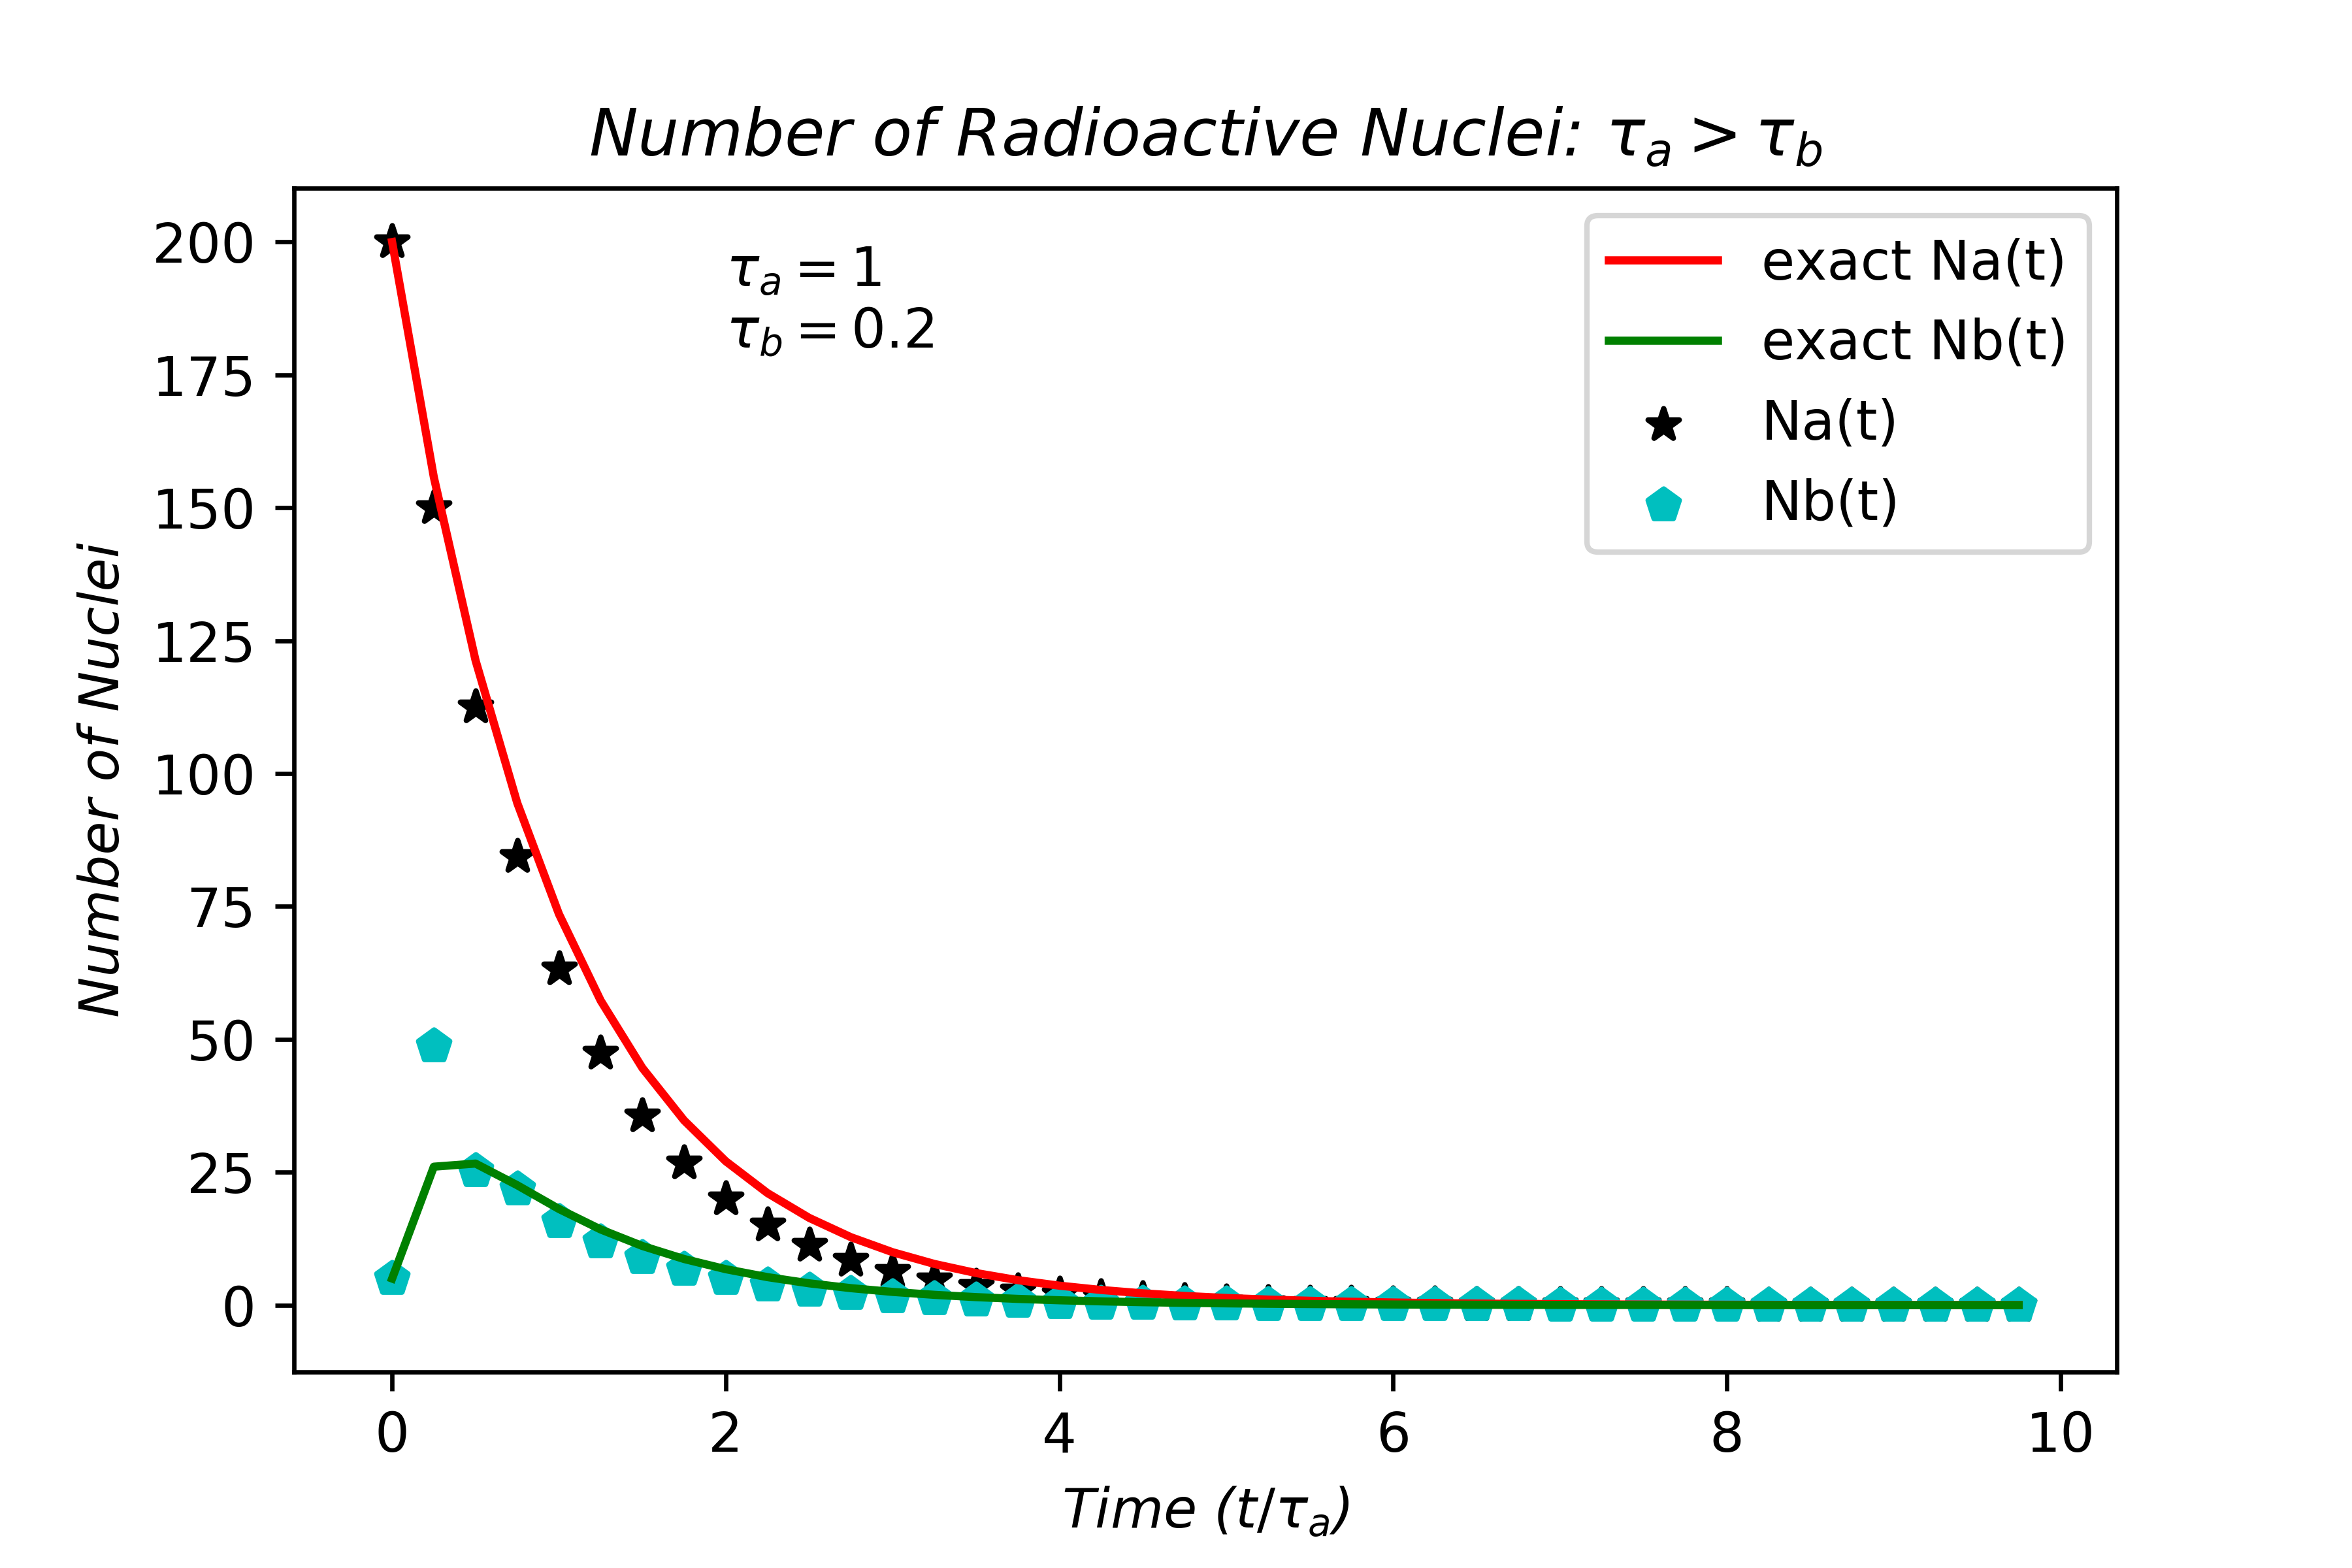 Number of Radioactive Nuclei: τa > τb
τa = 1
τb = 0.2
exact Na(t)
exact Nb(t)
Na(t)
Nb(t)
Number of Nuclei
200
175
150
125
100
75
50
25
0
0 2 4 6 8 10
Time (t/τa)